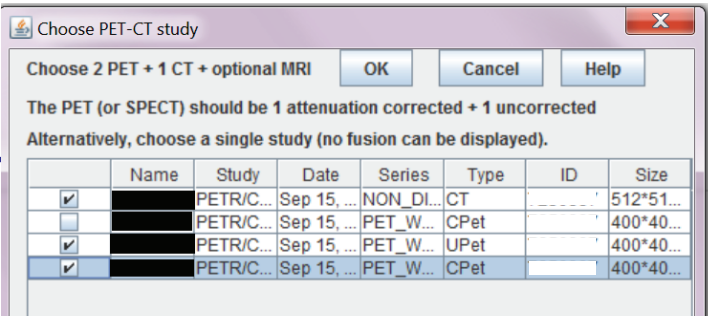 Choose PET-CT study
Choose 2 PET + 1 CT + optional MRI OK Cancel Help
The PET (or SPECT) should be 1 attenuation corrected + 1 uncorrected
Alternatively, choose a single study (no fusion can be displayed).
Name Study Date Series Type ID Size
PETR/C... Sep 15, ... NON_DI... CT 512*51...
PETR/C... Sep 15, ... PET_W... CPet 400*40...
PETR/C... Sep 15, ... PET_W... UPet 400*40...
PETR/C... Sep 15, ... PET_W... CPet 400*40...